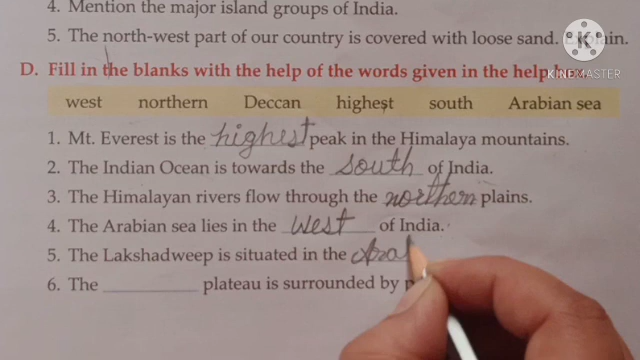 4. Mention the major island groups of India.
5. The north-west part of our country is covered with loose sand.
D. Fill in the blanks with the help of the words given in the help
KINEMASTER
west northern Deccan highest south Arabian sea
1. Mt. Everest is the highest peak in the Himalaya mountains.
2. The Indian Ocean is towards the south of India.
3. The Himalayan rivers flow through the northern plains.
4. The Arabian sea lies in the west of India.
5. The Lakshadweep is situated in the Ara
6. The __________ plateau is surrounded by